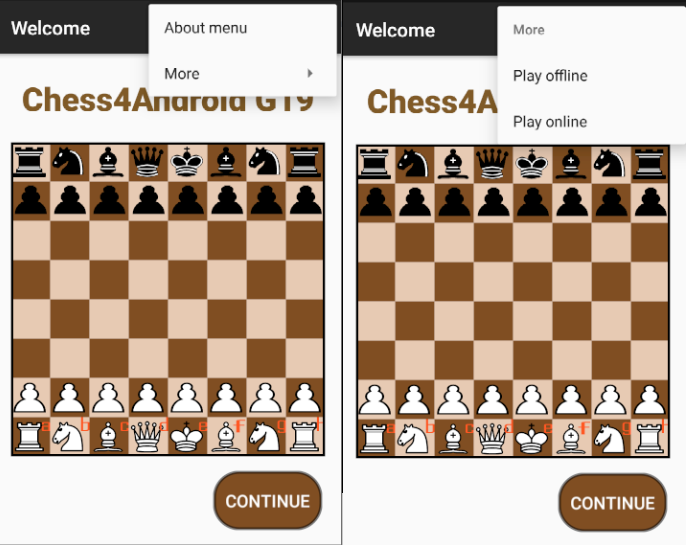 Welcome
About menu
More
Chess4Android G19
a b c d e f g h
CONTINUE
Welcome
More
Play offline
Play online
Chess4A
a b c d e f g h
CONTINUE